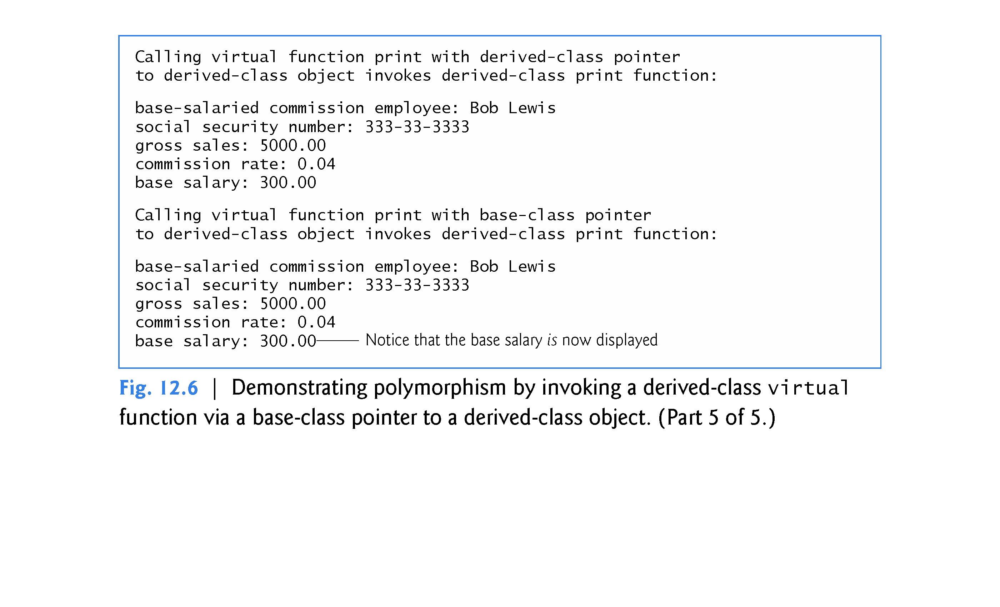 Calling virtual function print with derived-class pointer
to derived-class object invokes derived-class print function:
base-salaried commission employee: Bob Lewis
social security number: 333-33-3333
gross sales: 5000.00
commission rate: 0.04
base salary: 300.00
Calling virtual function print with base-class pointer
to derived-class object invokes derived-class print function:
base-salaried commission employee: Bob Lewis
social security number: 333-33-3333
gross sales: 5000.00
commission rate: 0.04
base salary: 300.00 Notice that the base salary is now displayed
Fig. 12.6 | Demonstrating polymorphism by invoking a derived-class virtual
function via a base-class pointer to a derived-class object. (Part 5 of 5.)